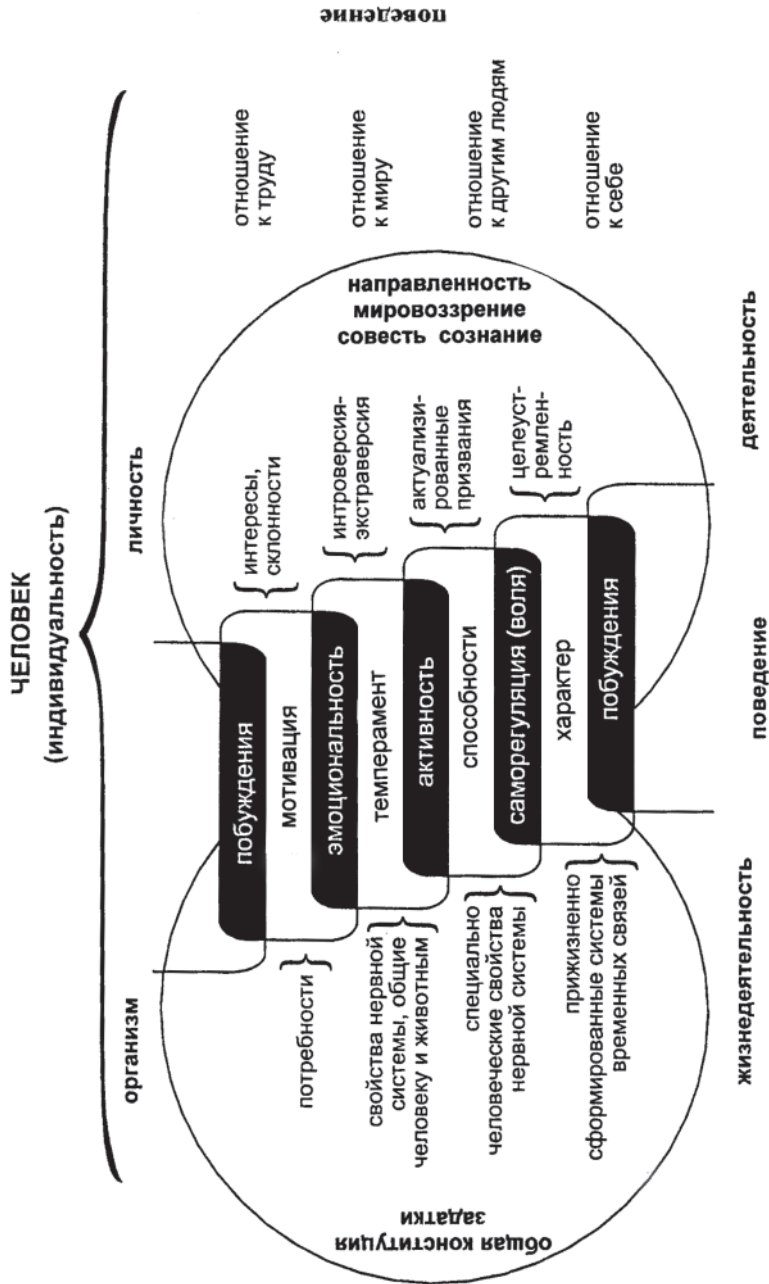 ЧЕЛОВЕК
(индивидуальность)
организм
личность
общая конституция
задатки
потребности
свойства нервной
системы, общие
человеку и животным
специально
человеческие свойства
нервной системы
прижизненно
сформированные системы
временных связей
побуждения
мотивация
эмоциональность
темперамент
активность
способности
саморегуляция (воля)
характер
побуждения
интересы,
склонности
интроверсия-
экстраверсия
актуализи-
рованные
призвания
целеуст-
ремлен-
ность
направленность
мировоззрение
совесть сознание
отношение
к труду
отношение
к миру
отношение
к другим людям
отношение
к себе
поведение
жизнедеятельность
поведение
деятельность